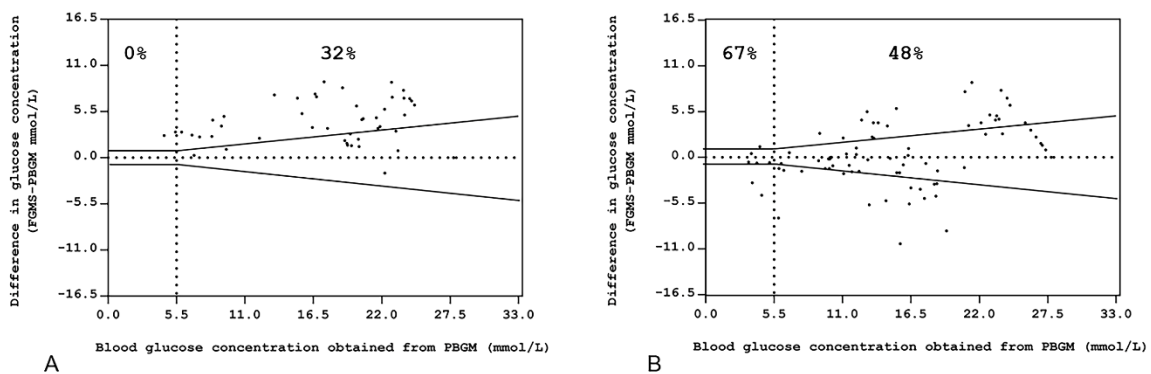 Difference in glucose concentration
(FGMS-PBGM mmol/L)
16.5
11.0
5.5
0.0
-5.5
-11.0
-16.5
0% 32%
0.0 5.5 11.0 16.5 22.0 27.5 33.0
Blood glucose concentration obtained from PBGM (mmol/L)
A
Difference in glucose concentration
(FGMS-PBGM mmol/L)
16.5
11.0
5.5
0.0
-5.5
-11.0
-16.5
67% 48%
0.0 5.5 11.0 16.5 22.0 27.5 33.0
Blood glucose concentration obtained from PBGM (mmol/L)
B